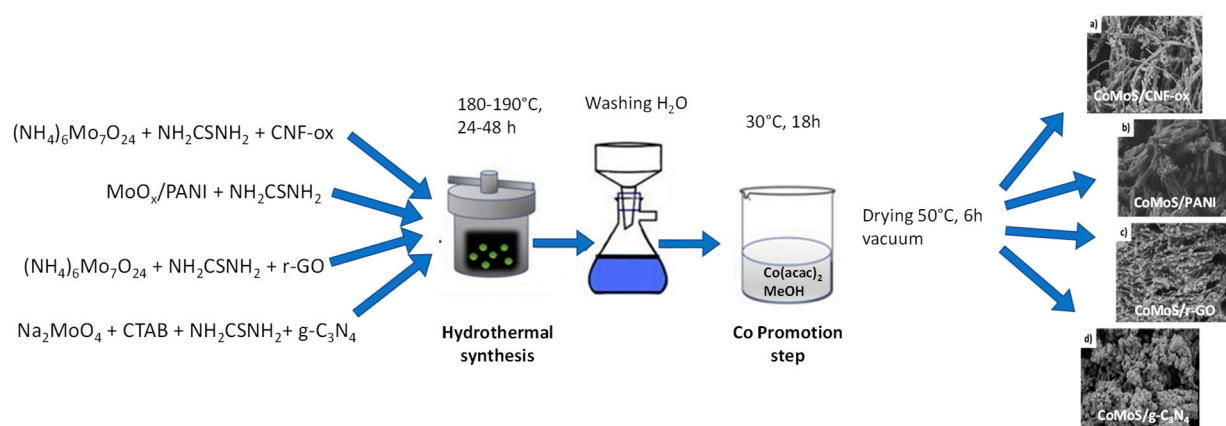 (NH₄)₆Mo₇O₂₄ + NH₂CSNH₂ + CNF-ox
MoOₓ/PANI + NH₂CSNH₂
(NH₄)₆Mo₇O₂₄ + NH₂CSNH₂ + r-GO
Na₂MoO₄ + CTAB + NH₂CSNH₂+ g-C₃N₄
180-190°C,
24-48 h
Hydrothermal
synthesis
Washing H₂O
30°C, 18h
Co(acac)₂
MeOH
Co Promotion
step
Drying 50°C, 6h
vacuum
a)
CoMoS/CNF-ox
b)
CoMoS/PANI
c)
CoMoS/r-GO
d)
CoMoS/g-C₃N₄